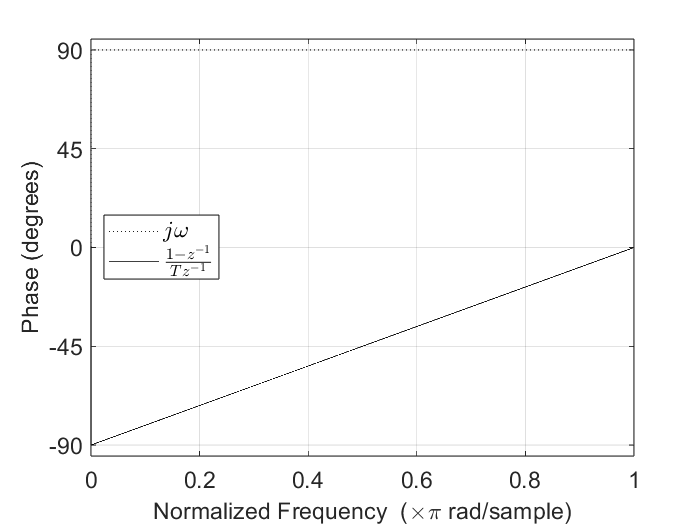 90
45
0
-45
-90
Phase (degrees)
jω
1−z⁻¹
Tz⁻¹
0 0.2 0.4 0.6 0.8 1
Normalized Frequency (×π rad/sample)